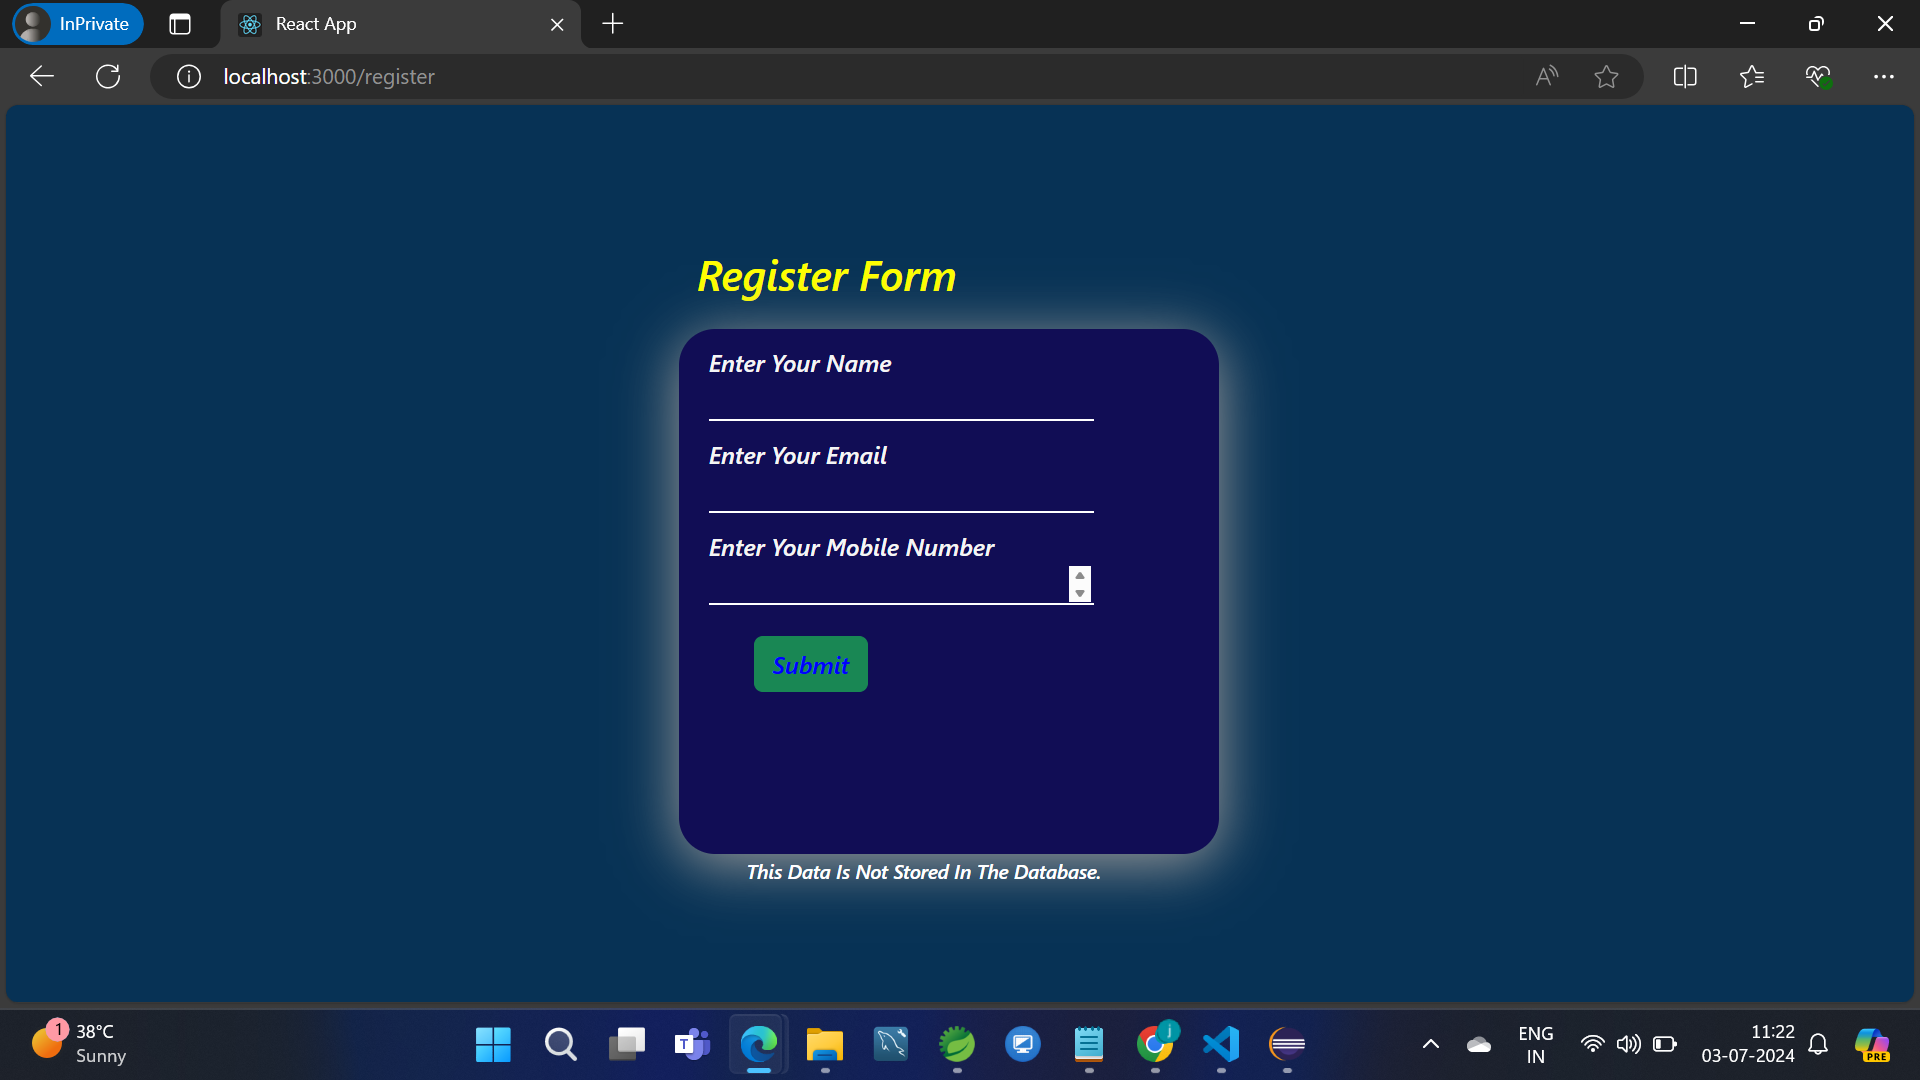 InPrivate
React App
localhost:3000/register
Register Form
Enter Your Name
Enter Your Email
Enter Your Mobile Number
Submit
This Data Is Not Stored In The Database.
1
38°C
Sunny
T
j
ENG
IN
11:22
03-07-2024
PRE